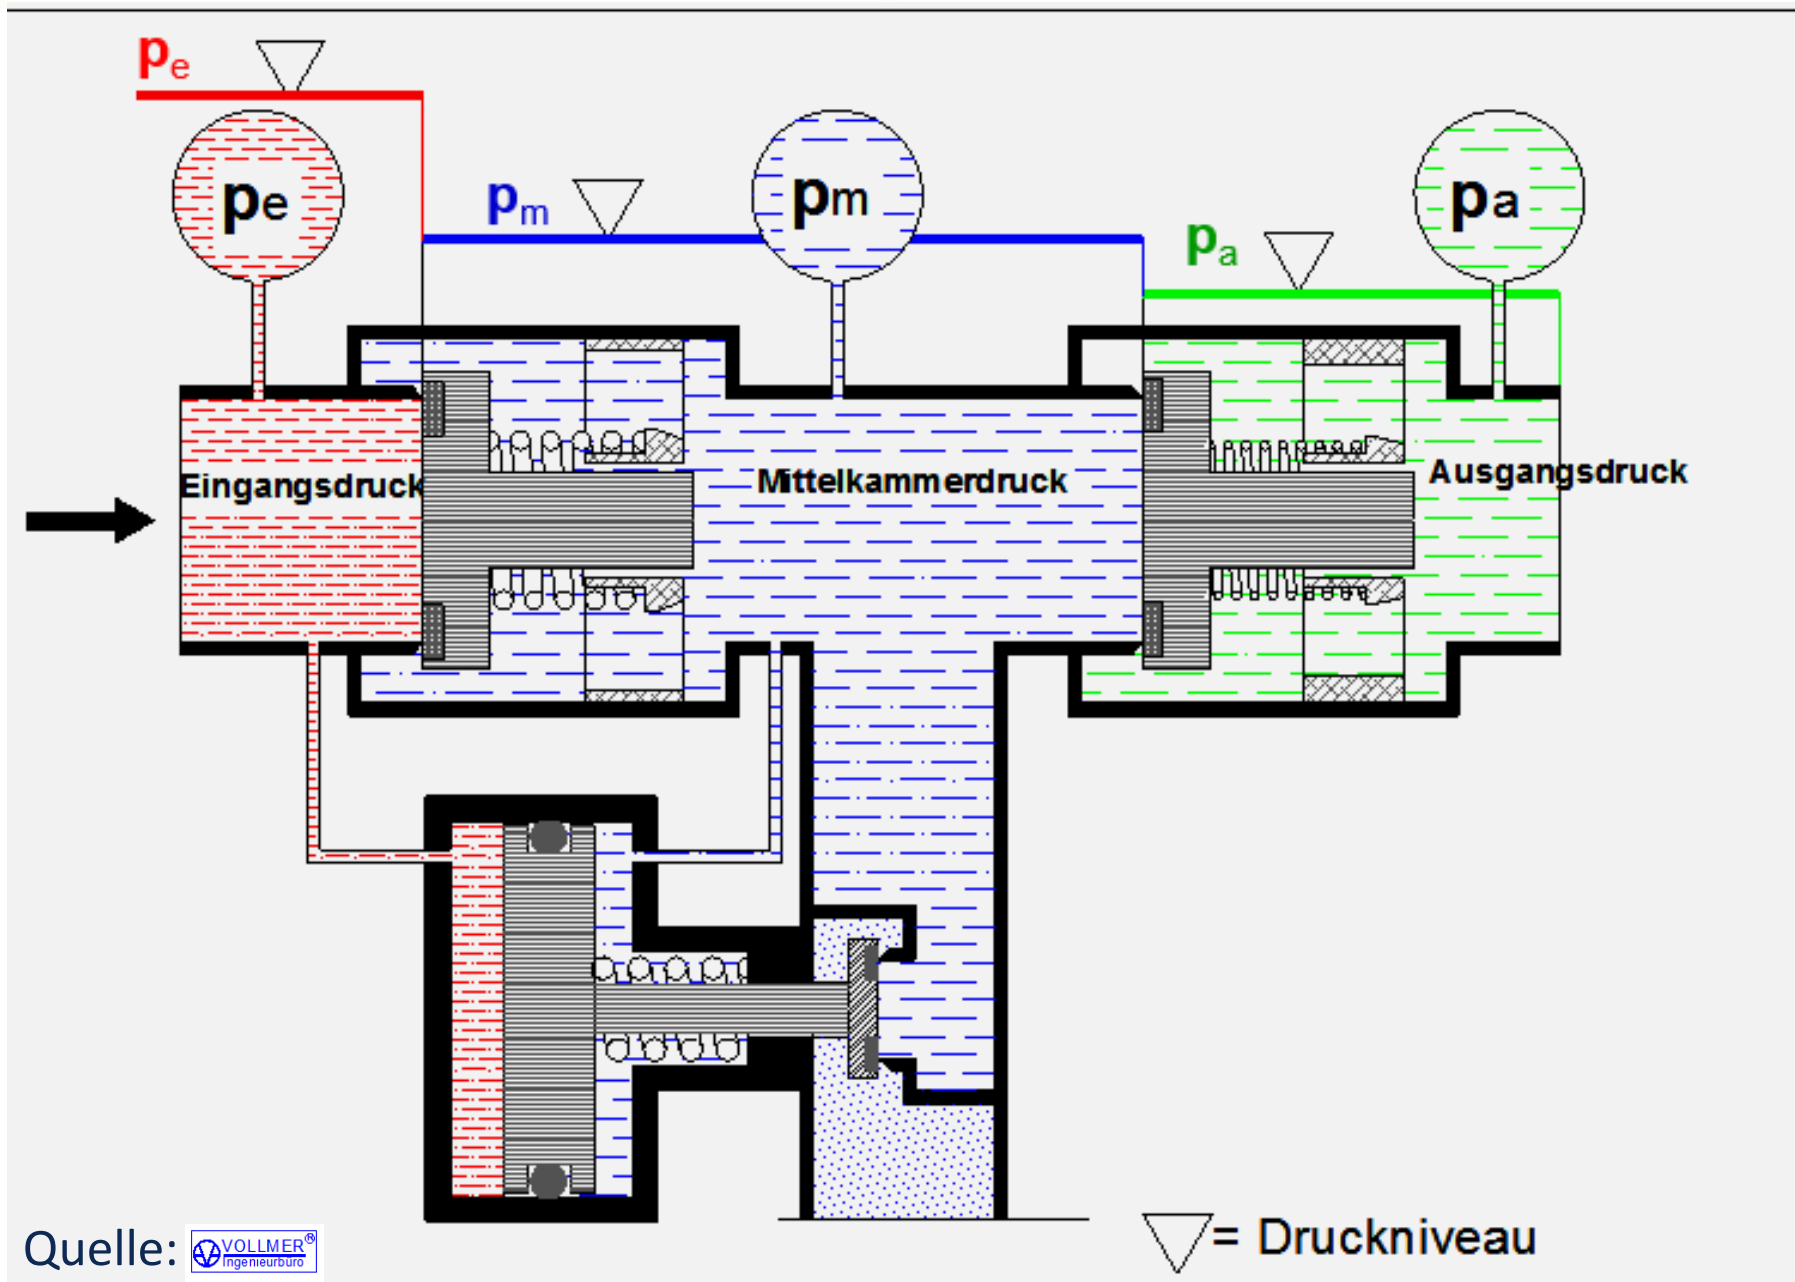 pe
pe
pm
pm
pa
pa
Eingangsdruck
Mittelkammerdruck
Ausgangsdruck
= Druckniveau
Quelle: VOLLMER®
Ingenieurbüro